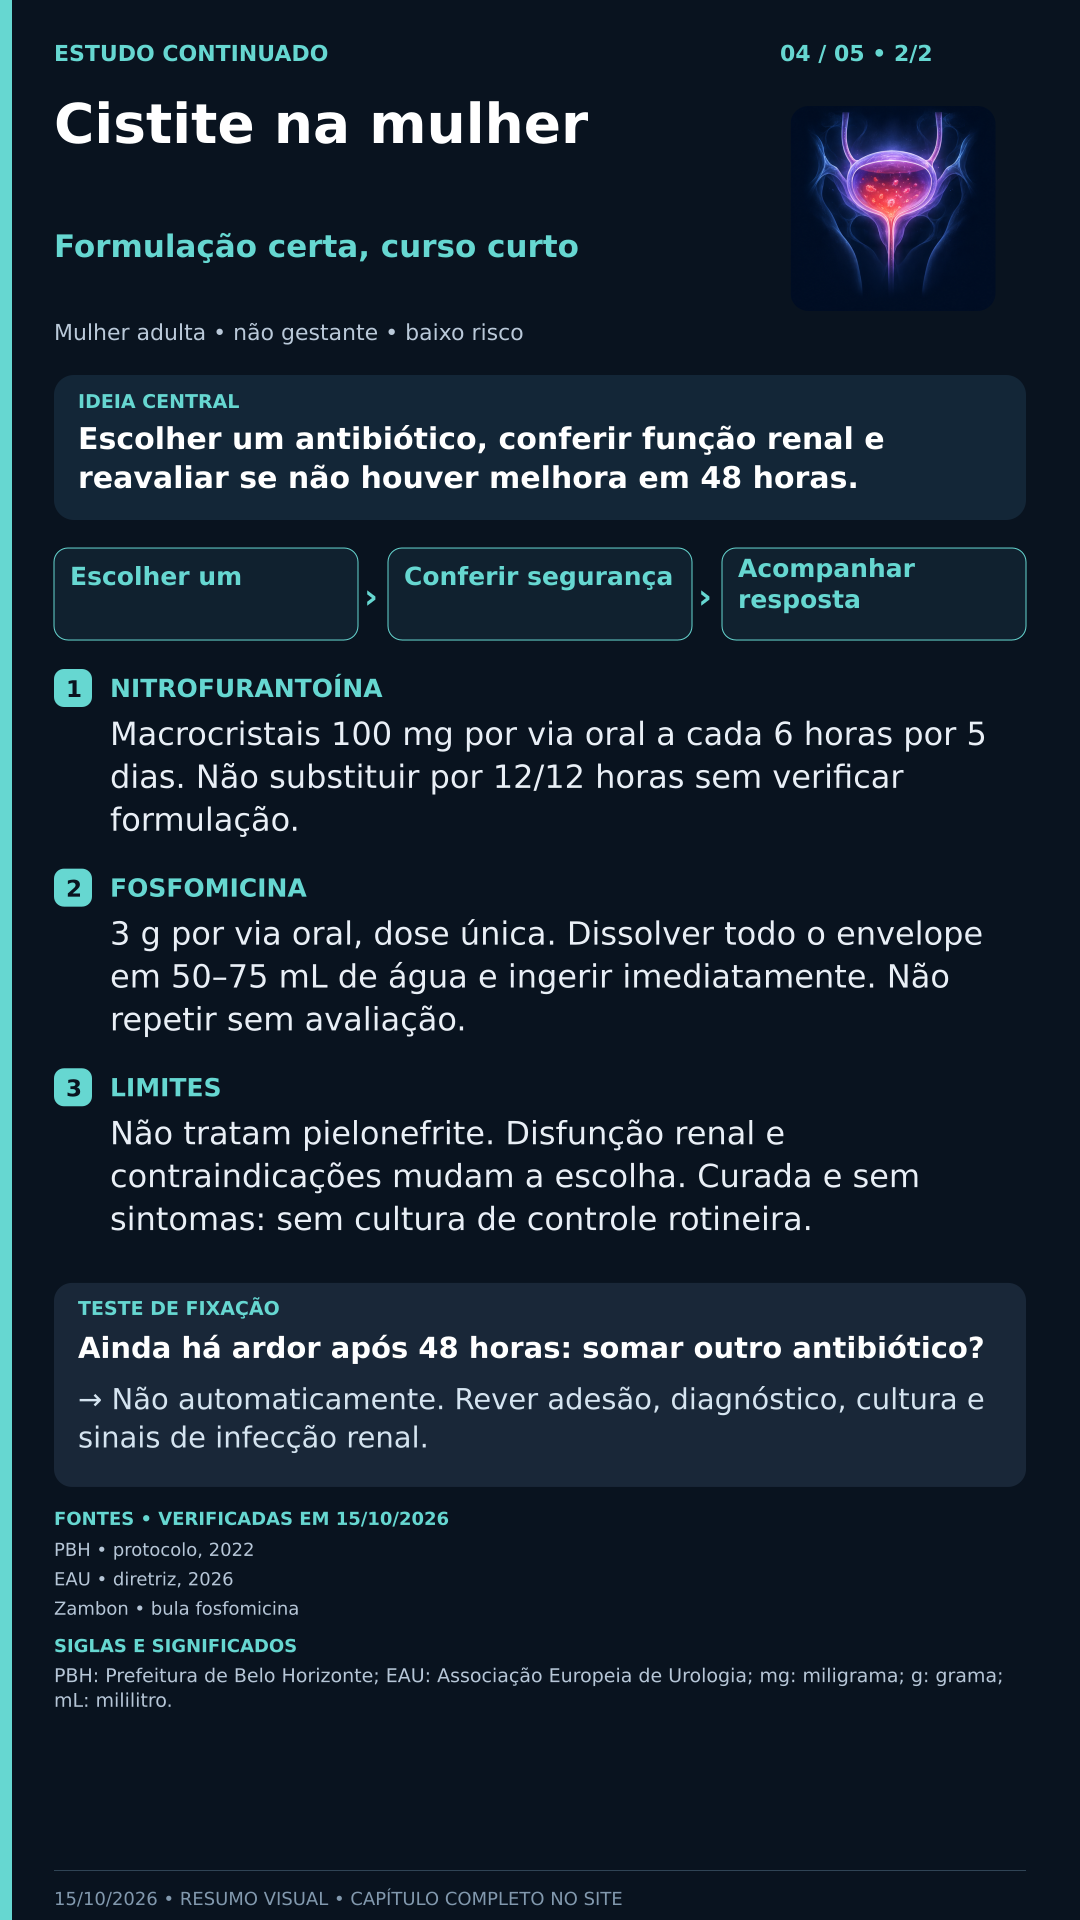 ESTUDO CONTINUADO
04 / 05 • 2/2
Cistite na mulher
Formulação certa, curso curto
Mulher adulta • não gestante • baixo risco
IDEIA CENTRAL
Escolher um antibiótico, conferir função renal e
reavaliar se não houver melhora em 48 horas.
Escolher um
›
Conferir segurança
›
Acompanhar
resposta
1 NITROFURANTOÍNA
Macrocristais 100 mg por via oral a cada 6 horas por 5
dias. Não substituir por 12/12 horas sem verificar
formulação.
2 FOSFOMICINA
3 g por via oral, dose única. Dissolver todo o envelope
em 50–75 mL de água e ingerir imediatamente. Não
repetir sem avaliação.
3 LIMITES
Não tratam pielonefrite. Disfunção renal e
contraindicações mudam a escolha. Curada e sem
sintomas: sem cultura de controle rotineira.
TESTE DE FIXAÇÃO
Ainda há ardor após 48 horas: somar outro antibiótico?
→ Não automaticamente. Rever adesão, diagnóstico, cultura e
sinais de infecção renal.
FONTES • VERIFICADAS EM 15/10/2026
PBH • protocolo, 2022
EAU • diretriz, 2026
Zambon • bula fosfomicina
SIGLAS E SIGNIFICADOS
PBH: Prefeitura de Belo Horizonte; EAU: Associação Europeia de Urologia; mg: miligrama; g: grama;
mL: mililitro.
15/10/2026 • RESUMO VISUAL • CAPÍTULO COMPLETO NO SITE